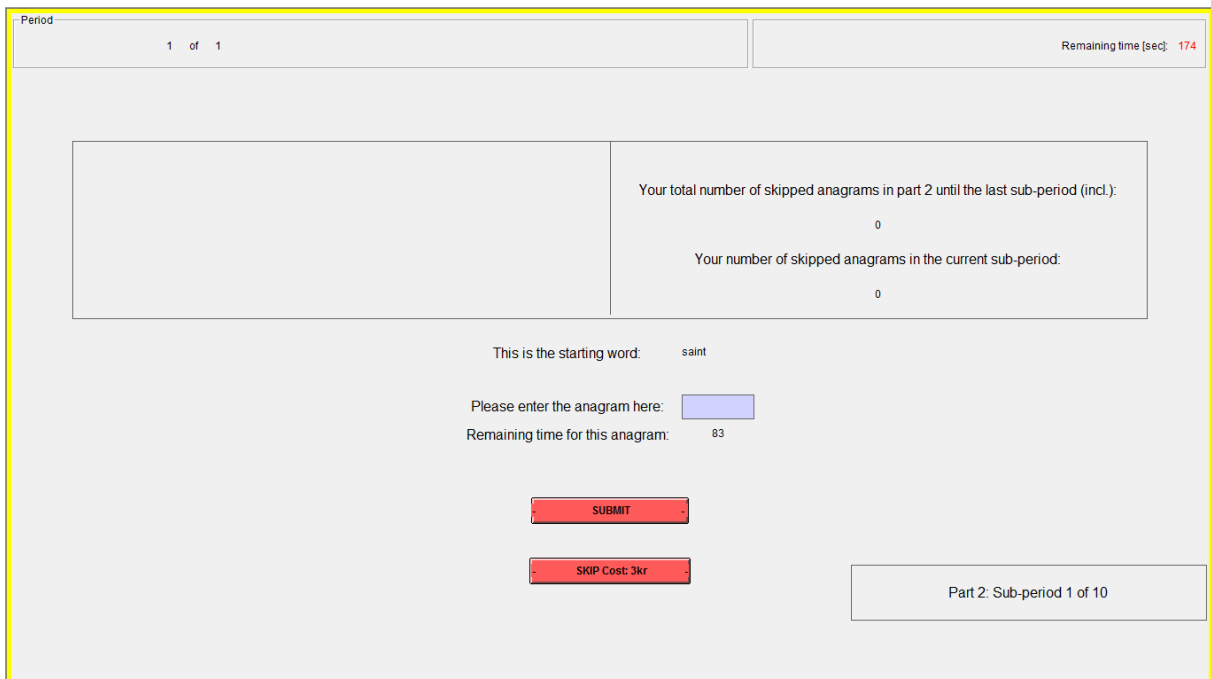 Period
1 of 1
Remaining time [sec]: 174
Your total number of skipped anagrams in part 2 until the last sub-period (incl.):
0
Your number of skipped anagrams in the current sub-period:
0
This is the starting word: saint
Please enter the anagram here:
Remaining time for this anagram: 83
SUBMIT
SKIP Cost: 3kr
Part 2: Sub-period 1 of 10